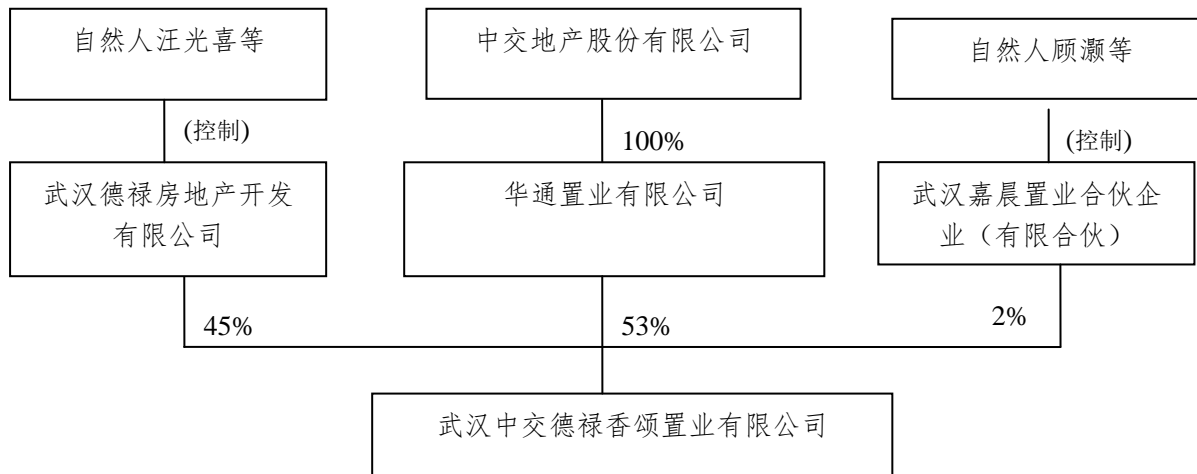 自然人汪光喜等
中交地产股份有限公司
自然人顾灏等
(控制)
100%
(控制)
武汉德禄房地产开发
有限公司
华通置业有限公司
武汉嘉晨置业合伙企
业（有限合伙）
45%
53%
2%
武汉中交德禄香颂置业有限公司